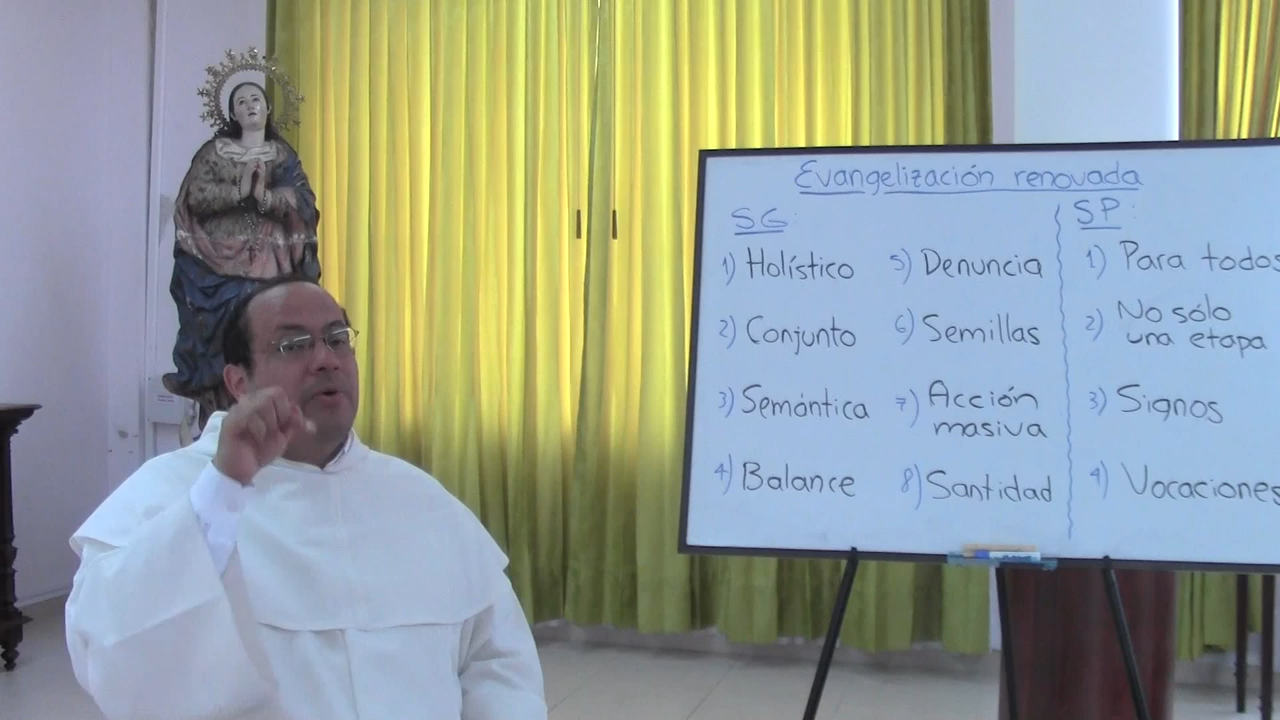 Evangelización renovada
SG:
1) Holístico
2) Conjunto
3) Semántica
4) Balance
5) Denuncia
6) Semillas
7) Acción
masiva
8) Santidad
SP:
1) Para todos
2) No sólo
una etapa
3) Signos
4) Vocaciones